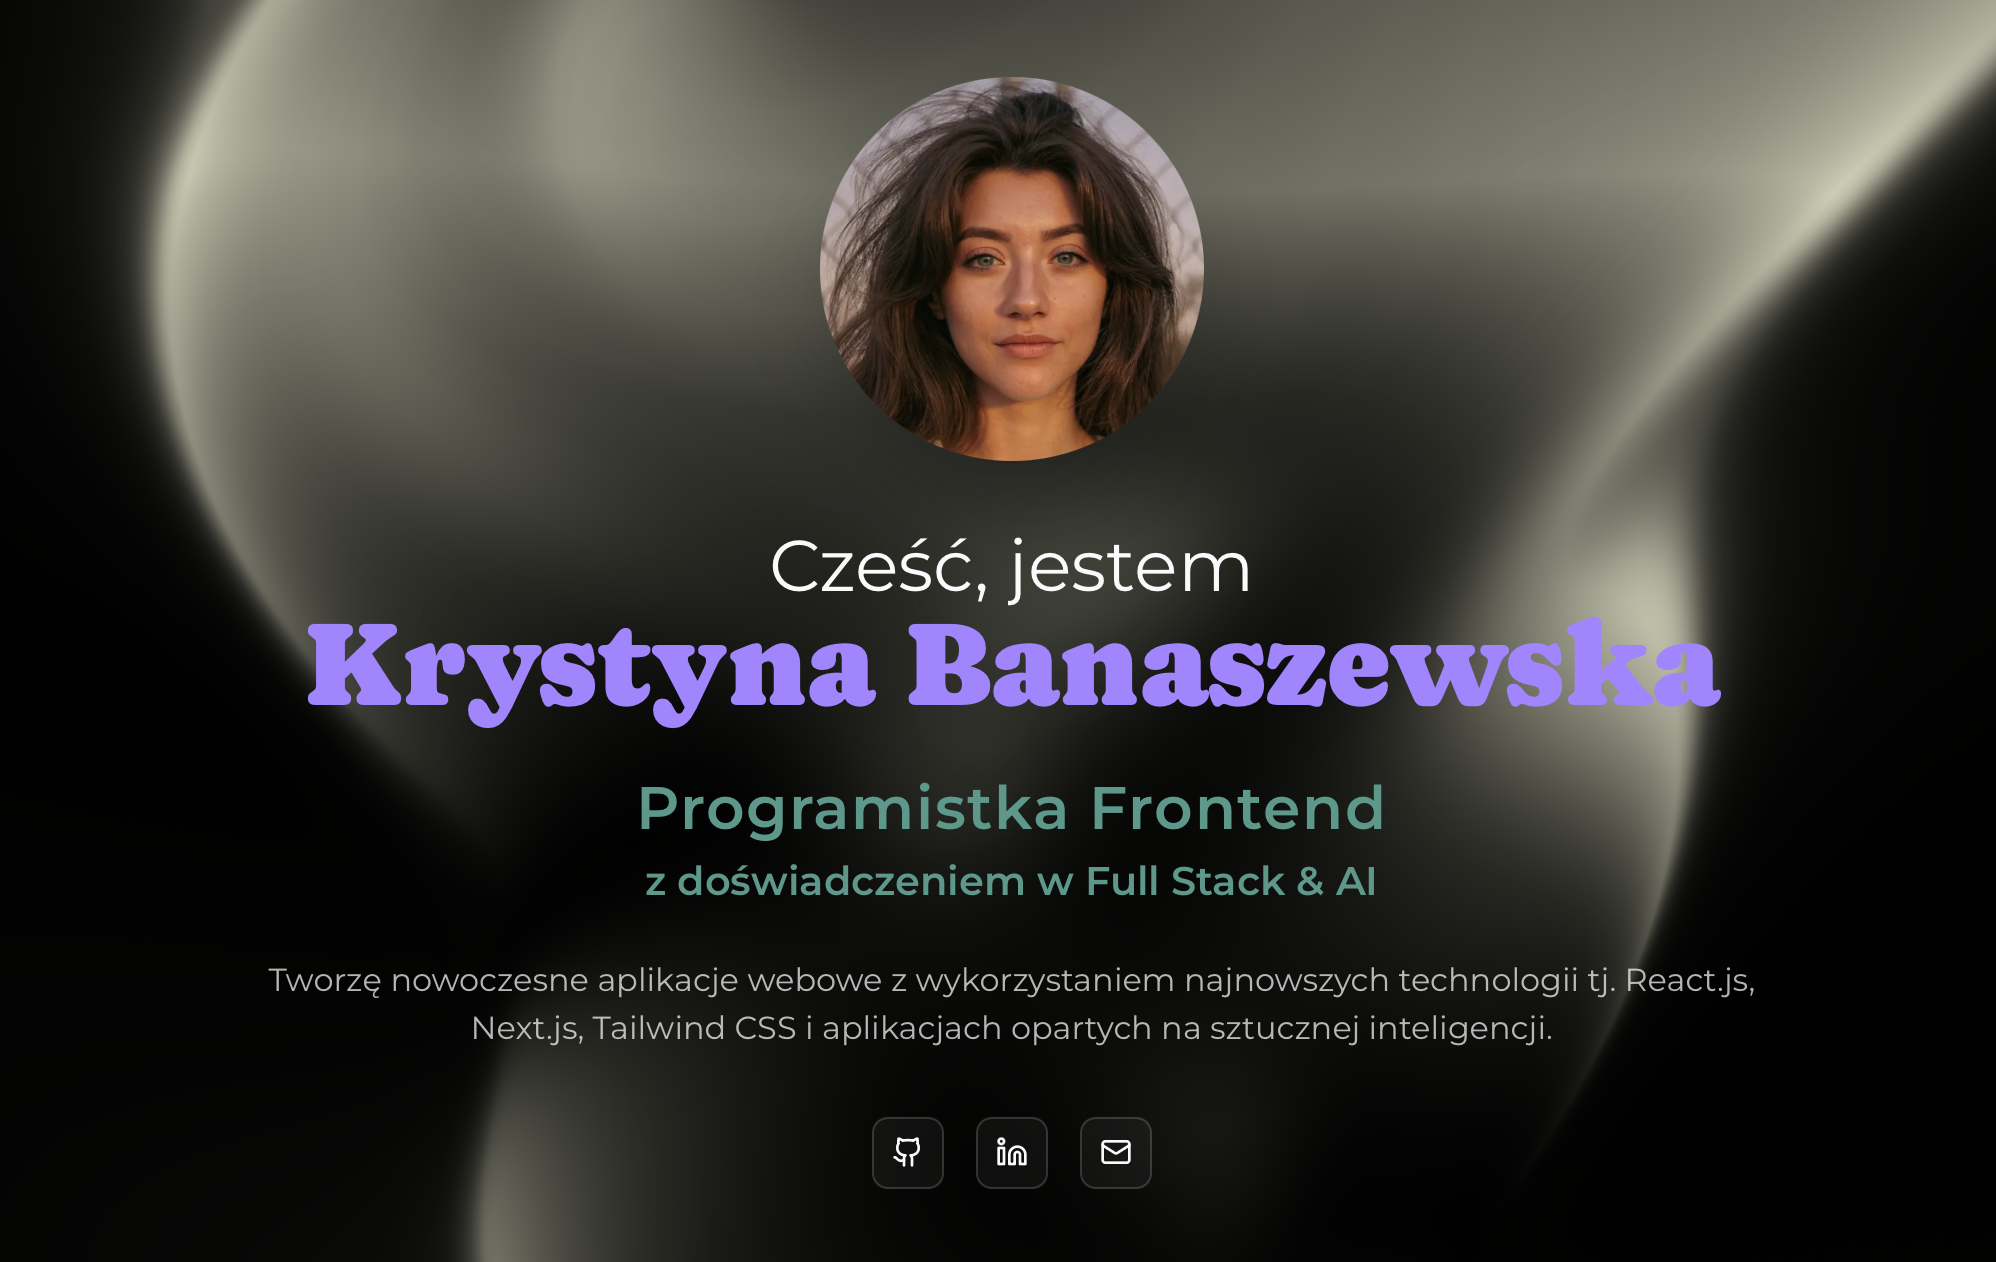 Cześć, jestem
Krystyna Banaszewska
Programistka Frontend
z doświadczeniem w Full Stack & AI
Tworzę nowoczesne aplikacje webowe z wykorzystaniem najnowszych technologii tj. React.js,
Next.js, Tailwind CSS i aplikacjach opartych na sztucznej inteligencji.